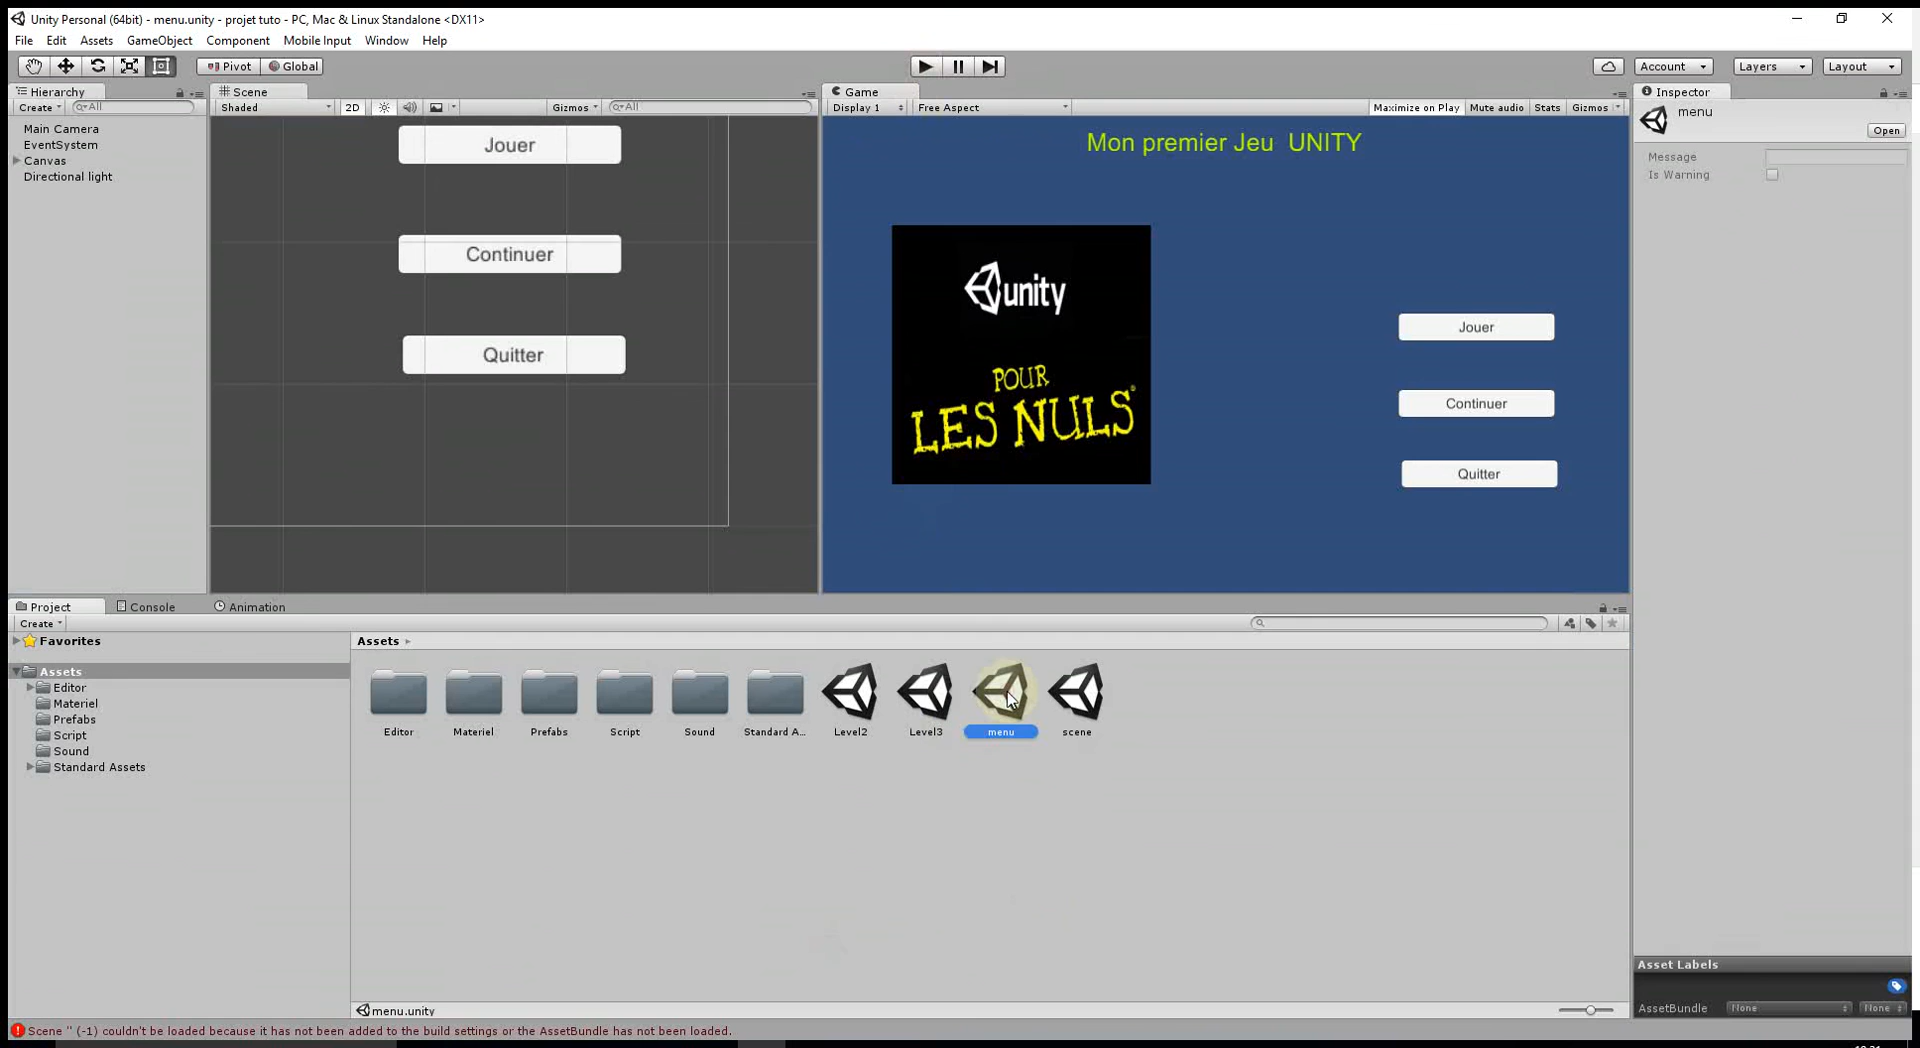 Unity Personal (64bit) - menu.unity - projet tuto - PC, Mac & Linux Standalone <DX11>
File Edit Assets GameObject Component Mobile Input Window Help
Pivot Global Account Layers Layout
Hierarchy Scene Game Inspector
Create All Shaded 2D Gizmos All Display 1 Free Aspect Maximize on Play Mute audio Stats Gizmos
menu
Open
Message
Is Warning
Main Camera
EventSystem
Canvas
Directional light
Jouer
Continuer
Quitter
Mon premier Jeu UNITY
unity
POUR
LES NULS
Jouer
Continuer
Quitter
Project Console Animation
Create
Favorites
Assets
Editor
Materiel
Prefabs
Script
Sound
Standard Assets
Assets
Editor Materiel Prefabs Script Sound Standard A... Level2 Level3 menu scene
menu.unity
Asset Labels
AssetBundle None None
Scene '' (-1) couldn't be loaded because it has not been added to the build settings or the AssetBundle has not been loaded.